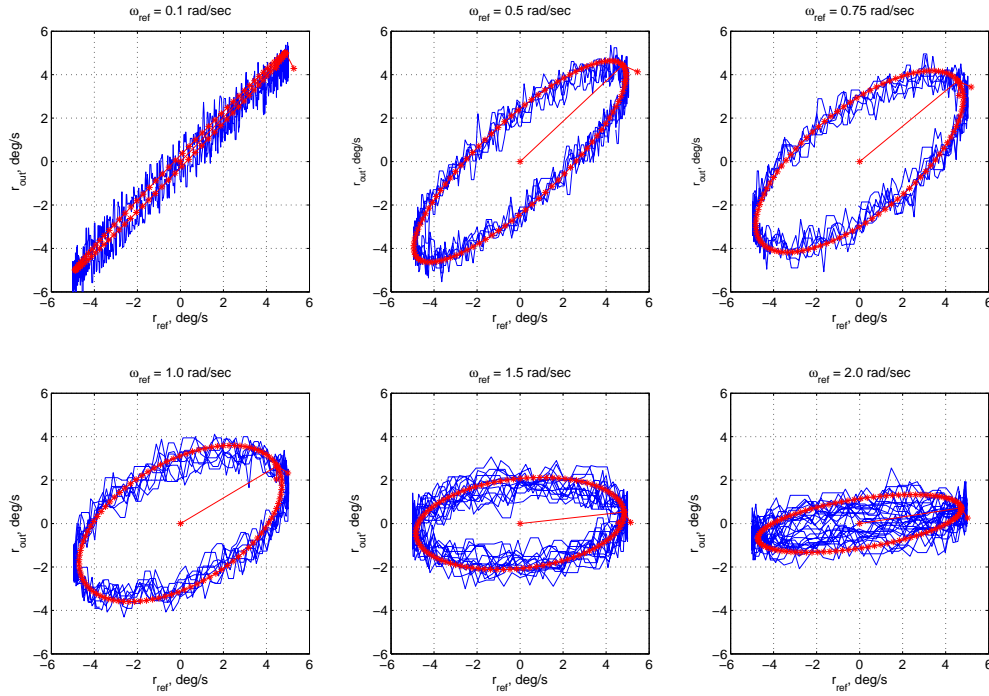 ω_ref = 0.1 rad/sec
ω_ref = 0.5 rad/sec
ω_ref = 0.75 rad/sec
6
4
2
0
−2
−4
−6
r_out, deg/s
−6 −4 −2 0 2 4 6
r_ref, deg/s
6
4
2
0
−2
−4
−6
r_out, deg/s
−6 −4 −2 0 2 4 6
r_ref, deg/s
6
4
2
0
−2
−4
−6
r_out, deg/s
−6 −4 −2 0 2 4 6
r_ref, deg/s
ω_ref = 1.0 rad/sec
ω_ref = 1.5 rad/sec
ω_ref = 2.0 rad/sec
6
4
2
0
−2
−4
−6
r_out, deg/s
−6 −4 −2 0 2 4 6
r_ref, deg/s
6
4
2
0
−2
−4
−6
r_out, deg/s
−6 −4 −2 0 2 4 6
r_ref, deg/s
6
4
2
0
−2
−4
−6
r_out, deg/s
−6 −4 −2 0 2 4 6
r_ref, deg/s